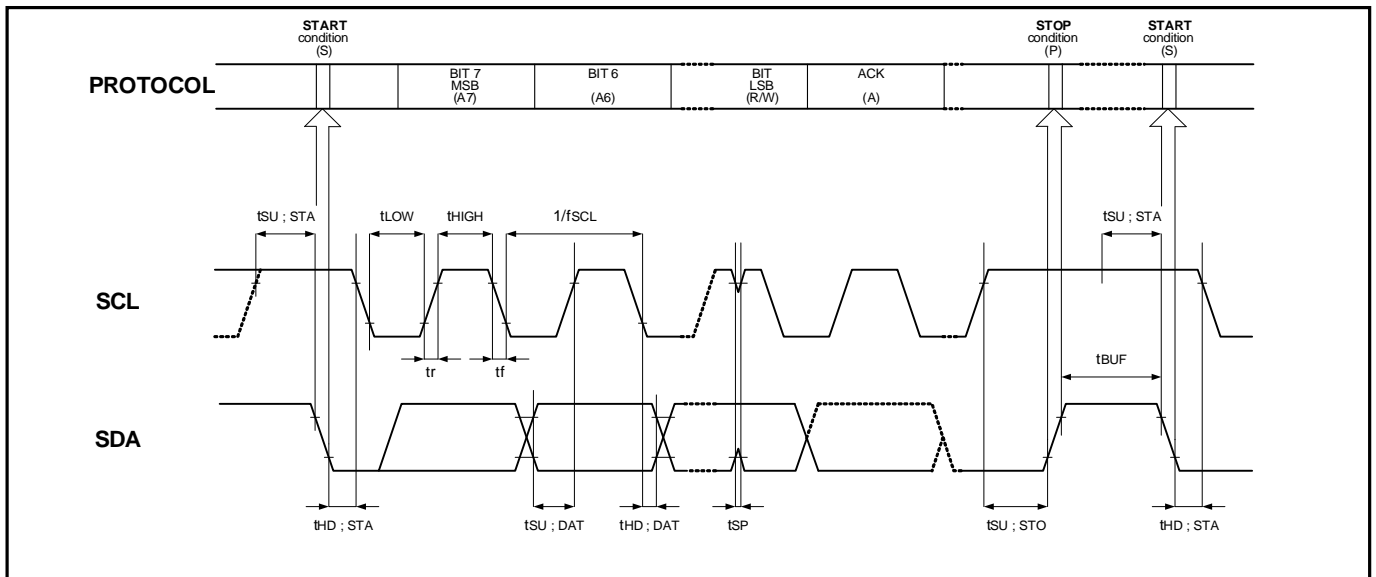 START
condition
(S)
STOP
condition
(P)
START
condition
(S)
PROTOCOL
BIT 7
MSB
(A7)
BIT 6
(A6)
BIT
LSB
(R/W)
ACK
(A)
tSU ; STA
tLOW
tHIGH
1/fSCL
tSU ; STA
SCL
tr
tf
tBUF
SDA
tHD ; STA
tSU ; DAT
tHD ; DAT
tSP
tSU ; STO
tHD ; STA